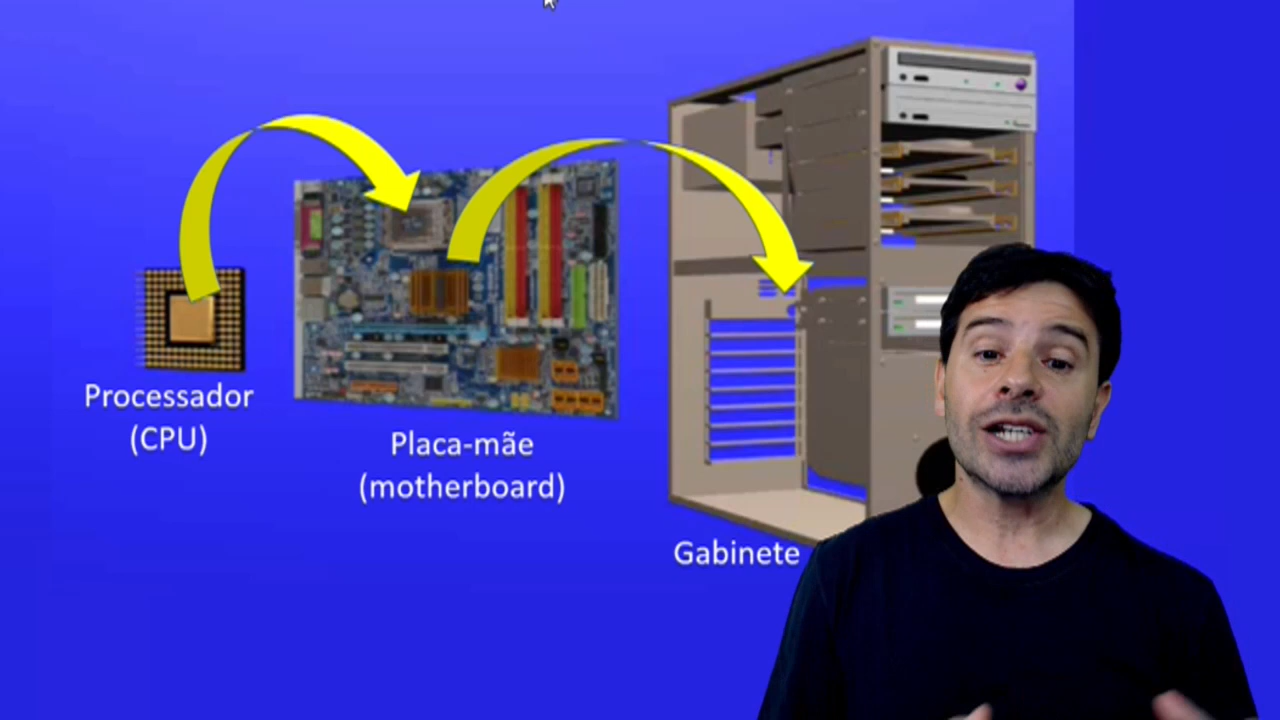 Processador
(CPU)
Placa-mãe
(motherboard)
Gabinete